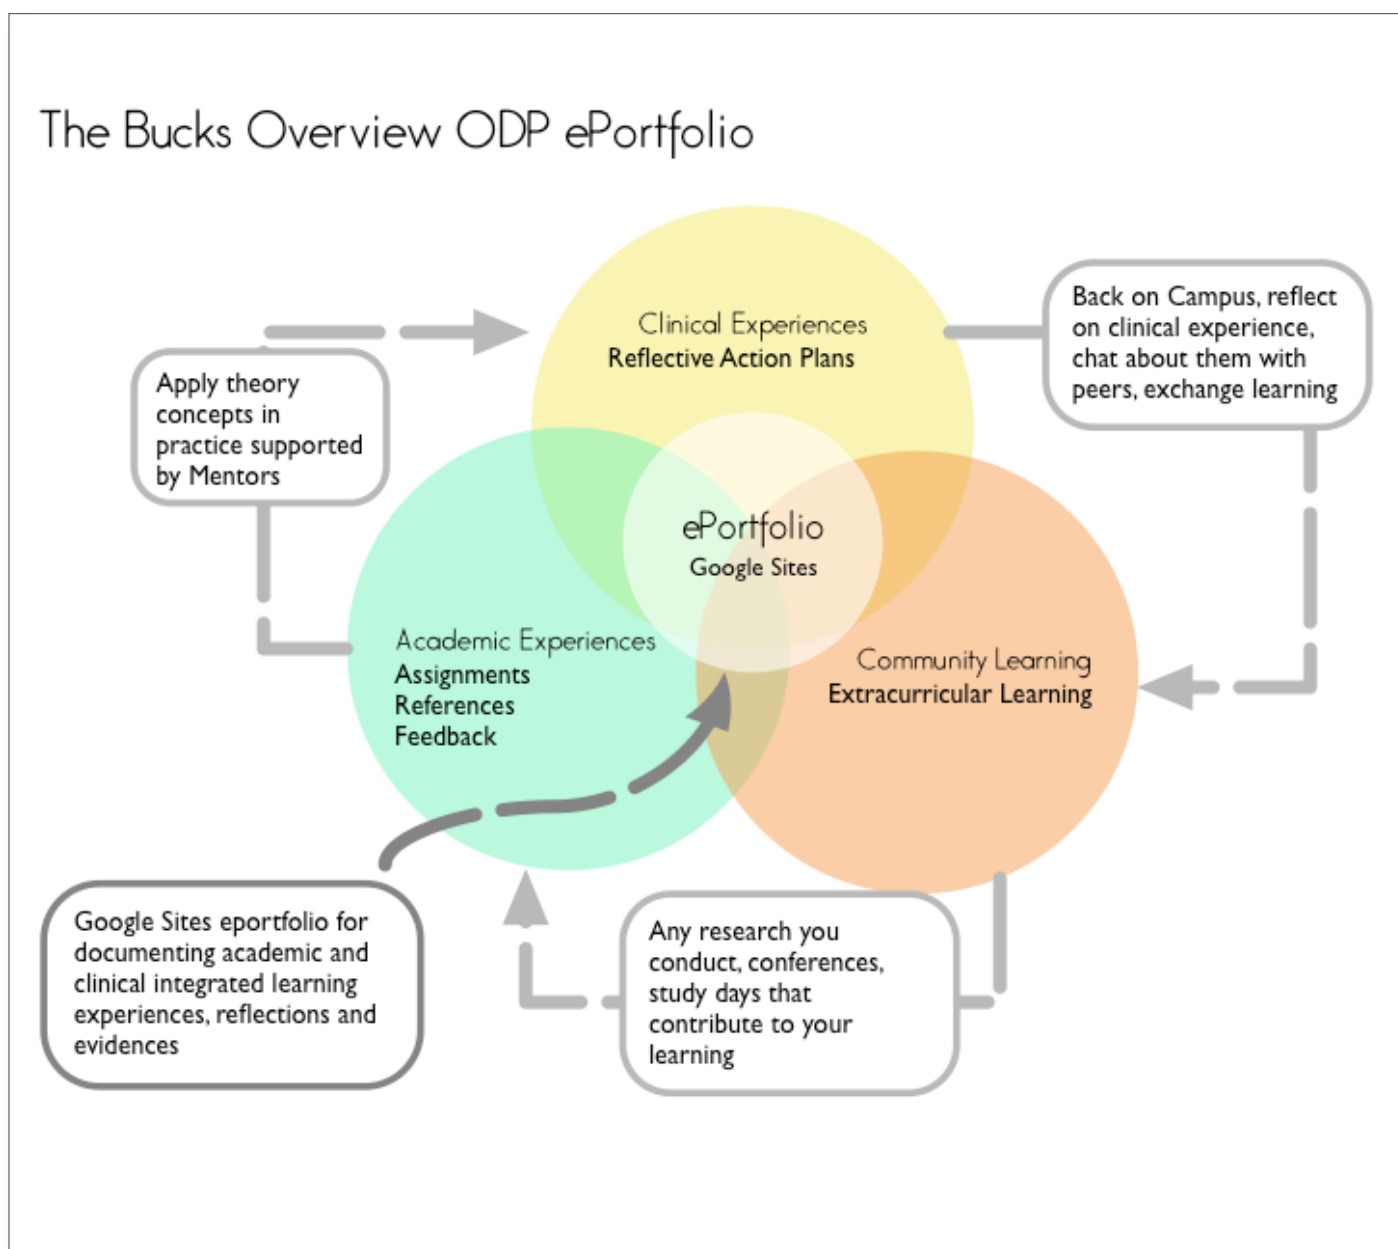 The Bucks Overview ODP ePortfolio
Clinical Experiences
Reflective Action Plans
Back on Campus, reflect
on clinical experience,
chat about them with
peers, exchange learning
Apply theory
concepts in
practice supported
by Mentors
ePortfolio
Google Sites
Academic Experiences
Assignments
References
Feedback
Community Learning
Extracurricular Learning
Google Sites eportfolio for
documenting academic and
clinical integrated learning
experiences, reflections and
evidences
Any research you
conduct, conferences,
study days that
contribute to your
learning